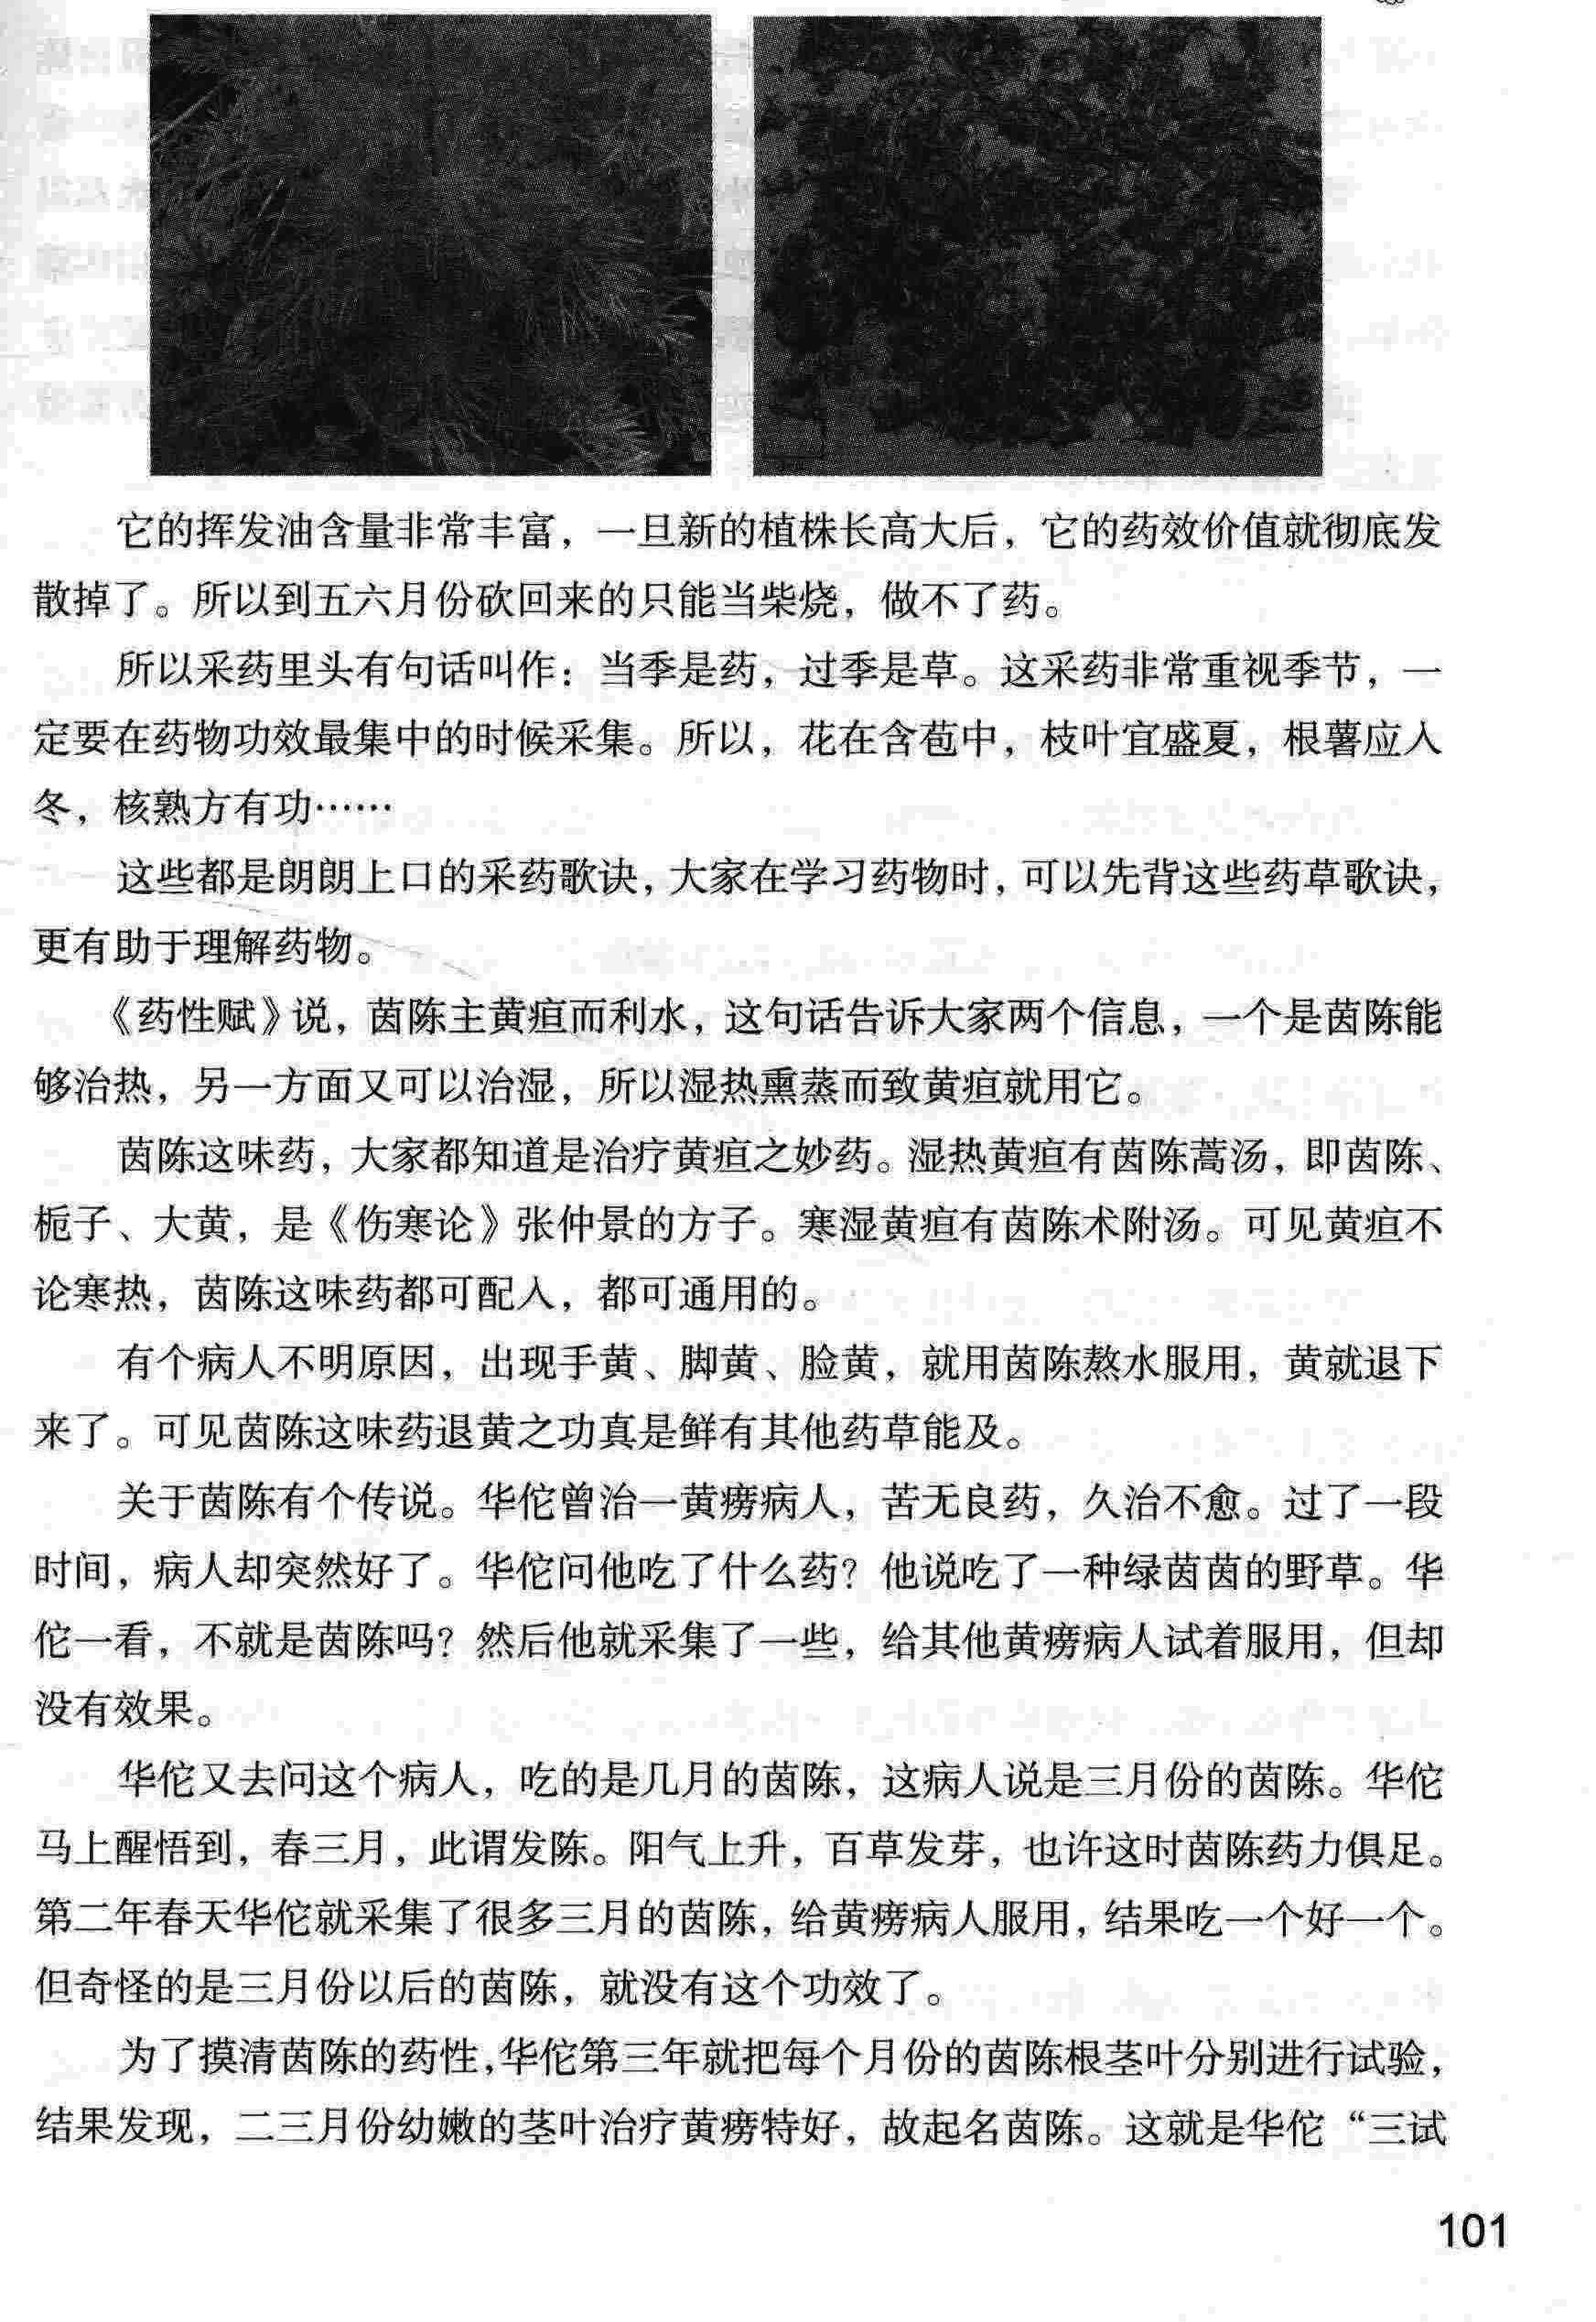 它的挥发油含量非常丰富，一旦新的植株长高大后，它的药效价值就彻底发
散掉了。所以到五六月份砍回来的只能当柴烧，做不了药。
所以采药里头有句话叫作：当季是药，过季是草。这采药非常重视季节，一
定要在药物功效最集中的时候采集。所以，花在含苞中，枝叶宜盛夏，根薯应入
冬，核熟方有功……
这些都是朗朗上口的采药歌诀，大家在学习药物时，可以先背这些药草歌诀，
更有助于理解药物。
《药性赋》说，茵陈主黄疸而利水，这句话告诉大家两个信息，一个是茵陈能
够治热，另一方面又可以治湿，所以湿热熏蒸而致黄疸就用它。
茵陈这味药，大家都知道是治疗黄疸之妙药。湿热黄疸有茵陈蒿汤，即茵陈、
栀子、大黄，是《伤寒论》张仲景的方子。寒湿黄疸有茵陈术附汤。可见黄疸不
论寒热，茵陈这味药都可配入，都可通用的。
有个病人不明原因，出现手黄、脚黄、脸黄，就用茵陈熬水服用，黄就退下
来了。可见茵陈这味药退黄之功真是鲜有其他药草能及。
关于茵陈有个传说。华佗曾治一黄痨病人，苦无良药，久治不愈。过了一段
时间，病人却突然好了。华佗问他吃了什么药？他说吃了一种绿茵茵的野草。华
佗一看，不就是茵陈吗？然后他就采集了一些，给其他黄痨病人试着服用，但却
没有效果。
华佗又去问这个病人，吃的是几月的茵陈，这病人说是三月份的茵陈。华佗
马上醒悟到，春三月，此谓发陈。阳气上升，百草发芽，也许这时茵陈药力俱足。
第二年春天华佗就采集了很多三月的茵陈，给黄痨病人服用，结果吃一个好一个。
但奇怪的是三月份以后的茵陈，就没有这个功效了。
为了摸清茵陈的药性，华佗第三年就把每个月份的茵陈根茎叶分别进行试验，
结果发现，二三月份幼嫩的茎叶治疗黄痨特好，故起名茵陈。这就是华佗“三试
101